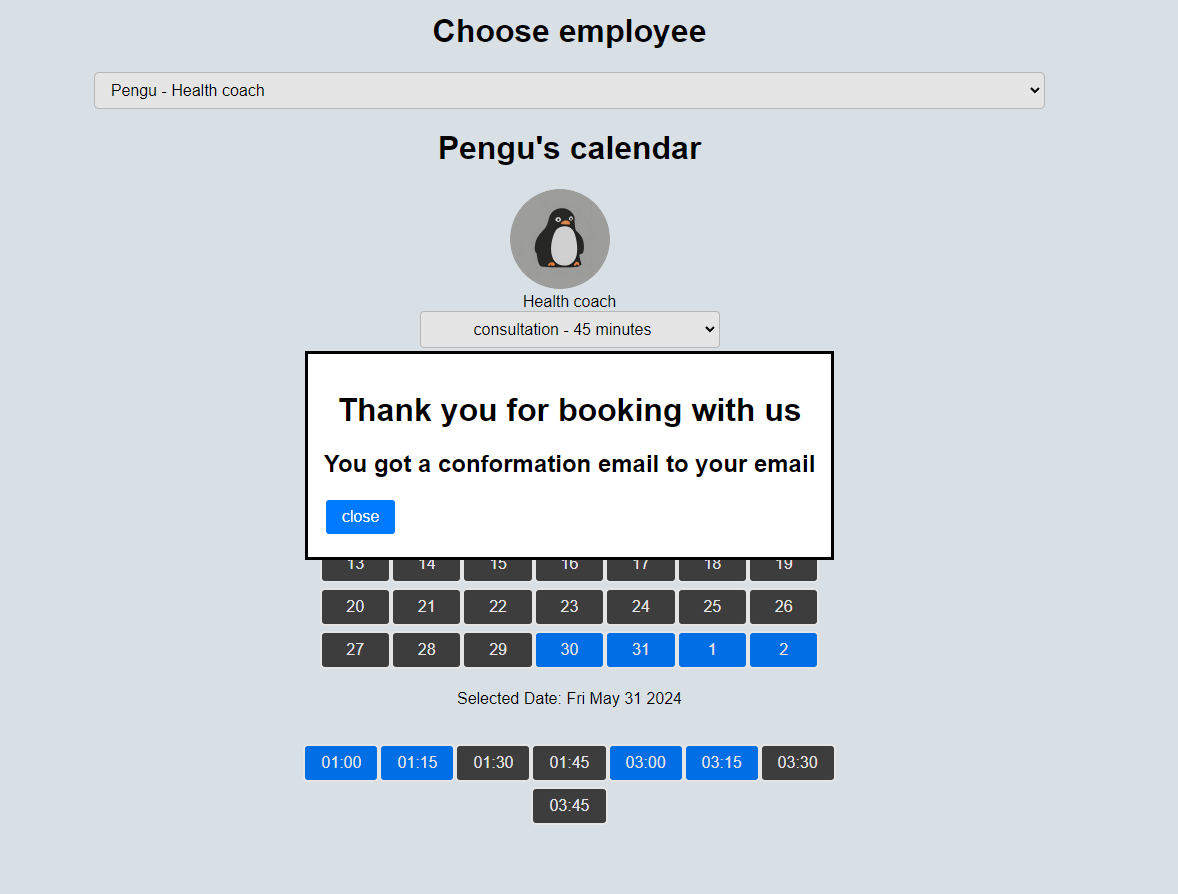 Choose employee
Pengu - Health coach
Pengu's calendar
Health coach
consultation - 45 minutes
Thank you for booking with us
You got a conformation email to your email
close
13 14 15 16 17 18 19
20 21 22 23 24 25 26
27 28 29 30 31 1 2
Selected Date: Fri May 31 2024
01:00 01:15 01:30 01:45 03:00 03:15 03:30
03:45